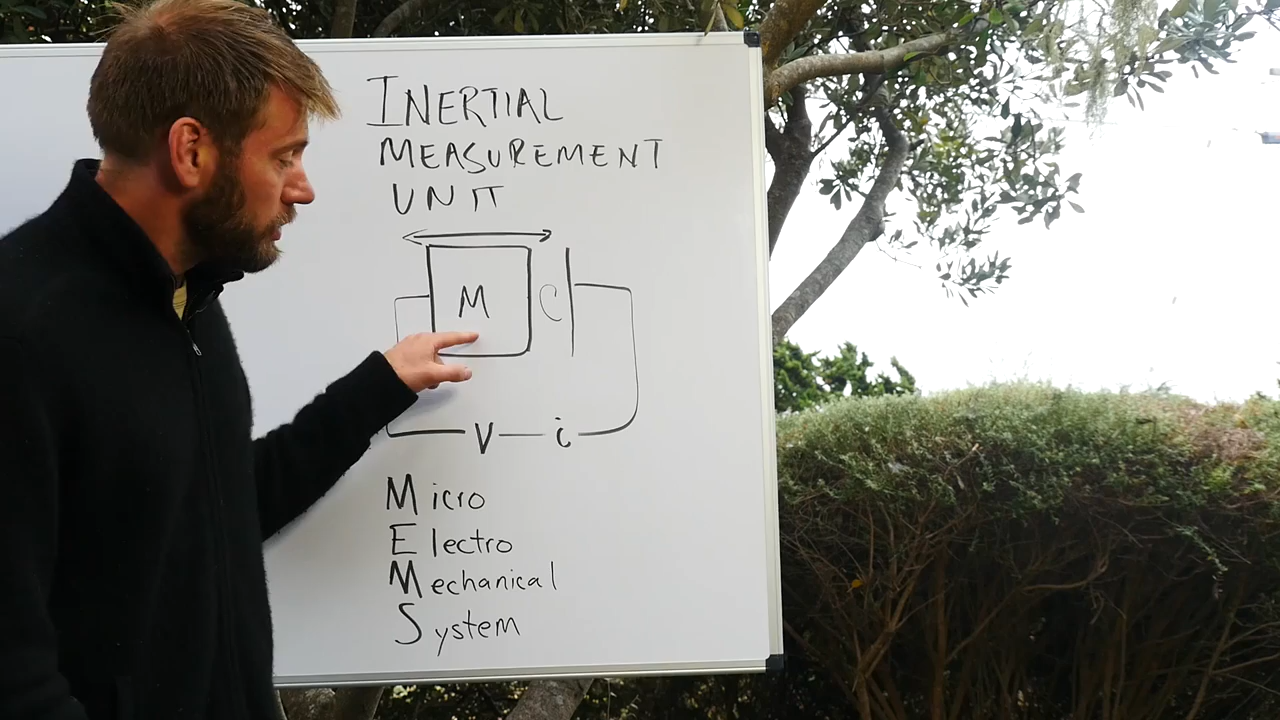 INERTIAL
MEASUREMENT
UNIT
M C
V i
Micro
Electro
Mechanical
System